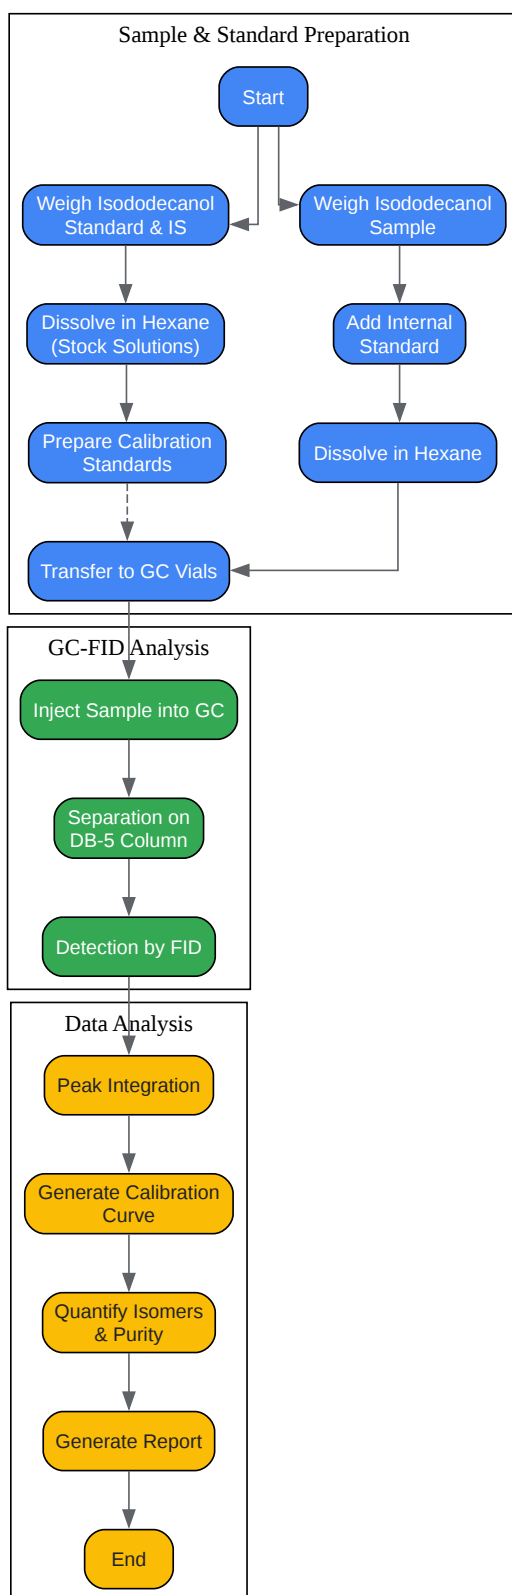 Sample & Standard Preparation
Start
Weigh Isododecanol
Standard & IS
Weigh Isododecanol
Sample
Dissolve in Hexane
(Stock Solutions)
Add Internal
Standard
Prepare Calibration
Standards
Dissolve in Hexane
Transfer to GC Vials
GC-FID Analysis
Inject Sample into GC
Separation on
DB-5 Column
Detection by FID
Data Analysis
Peak Integration
Generate Calibration
Curve
Quantify Isomers
& Purity
Generate Report
End